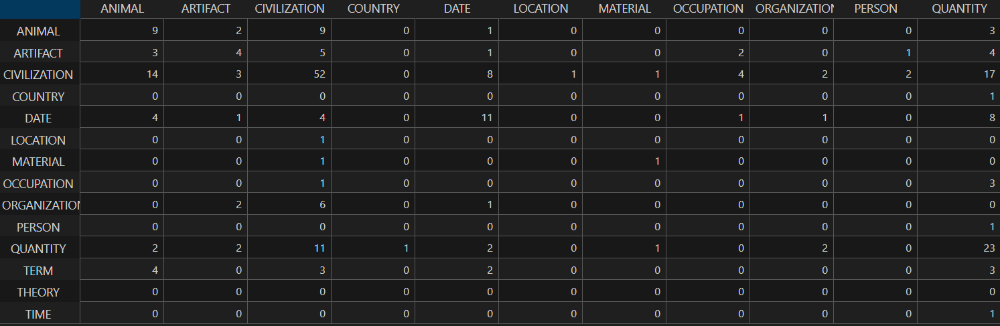 ANIMAL ARTIFACT CIVILIZATION COUNTRY DATE LOCATION MATERIAL OCCUPATION ORGANIZATION PERSON QUANTITY
ANIMAL 9 2 9 0 1 0 0 0 0 0 3
ARTIFACT 3 4 5 0 1 0 0 2 0 1 4
CIVILIZATION 14 3 52 0 8 1 1 4 2 2 17
COUNTRY 0 0 0 0 0 0 0 0 0 0 1
DATE 4 1 4 0 11 0 0 1 1 0 8
LOCATION 0 0 1 0 0 0 0 0 0 0 0
MATERIAL 0 0 1 0 0 0 1 0 0 0 0
OCCUPATION 0 0 1 0 0 0 0 0 0 0 3
ORGANIZATION 0 2 6 0 1 0 0 0 0 0 0
PERSON 0 0 0 0 0 0 0 0 0 0 1
QUANTITY 2 2 11 1 2 0 1 0 2 0 23
TERM 4 0 3 0 2 0 0 0 0 0 3
THEORY 0 0 0 0 0 0 0 0 0 0 0
TIME 0 0 0 0 0 0 0 0 0 0 1